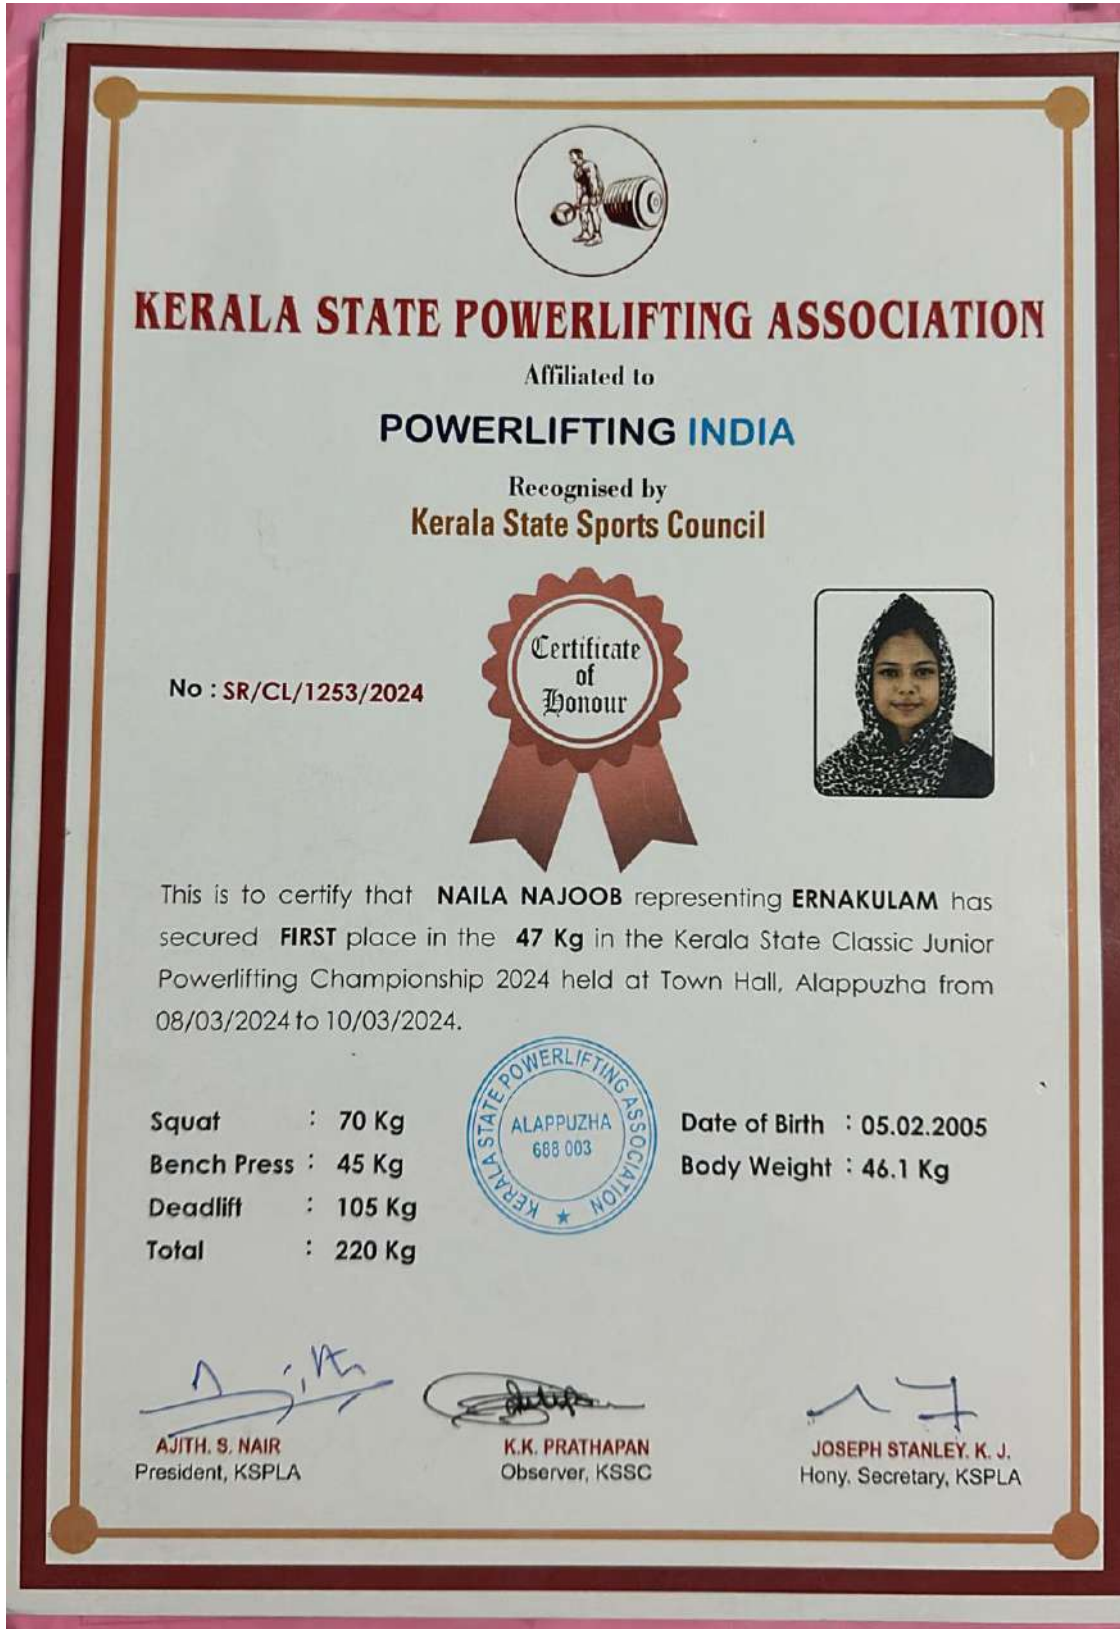 KERALA STATE POWERLIFTING ASSOCIATION
Affiliated to
POWERLIFTING INDIA
Recognised by
Kerala State Sports Council
Certificate
of
Honour
No : SR/CL/1253/2024
This is to certify that NAILA NAJOOB representing ERNAKULAM has
secured FIRST place in the 47 Kg in the Kerala State Classic Junior
Powerlifting Championship 2024 held at Town Hall, Alappuzha from
08/03/2024 to 10/03/2024.
Squat : 70 Kg
Bench Press : 45 Kg
Deadlift : 105 Kg
Total : 220 Kg
KERALA STATE POWERLIFTING ASSOCIATION
ALAPPUZHA
688 003
Date of Birth : 05.02.2005
Body Weight : 46.1 Kg
AJITH. S. NAIR
President, KSPLA
K.K. PRATHAPAN
Observer, KSSC
JOSEPH STANLEY. K. J.
Hony. Secretary, KSPLA